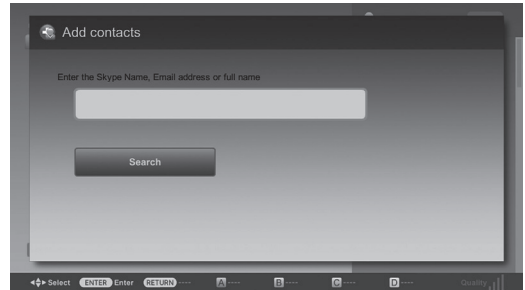 Add contacts
Enter the Skype Name, Email address or full name
Search
Select ENTER Enter RETURN ---- A ---- B ---- C ---- D ---- Quality